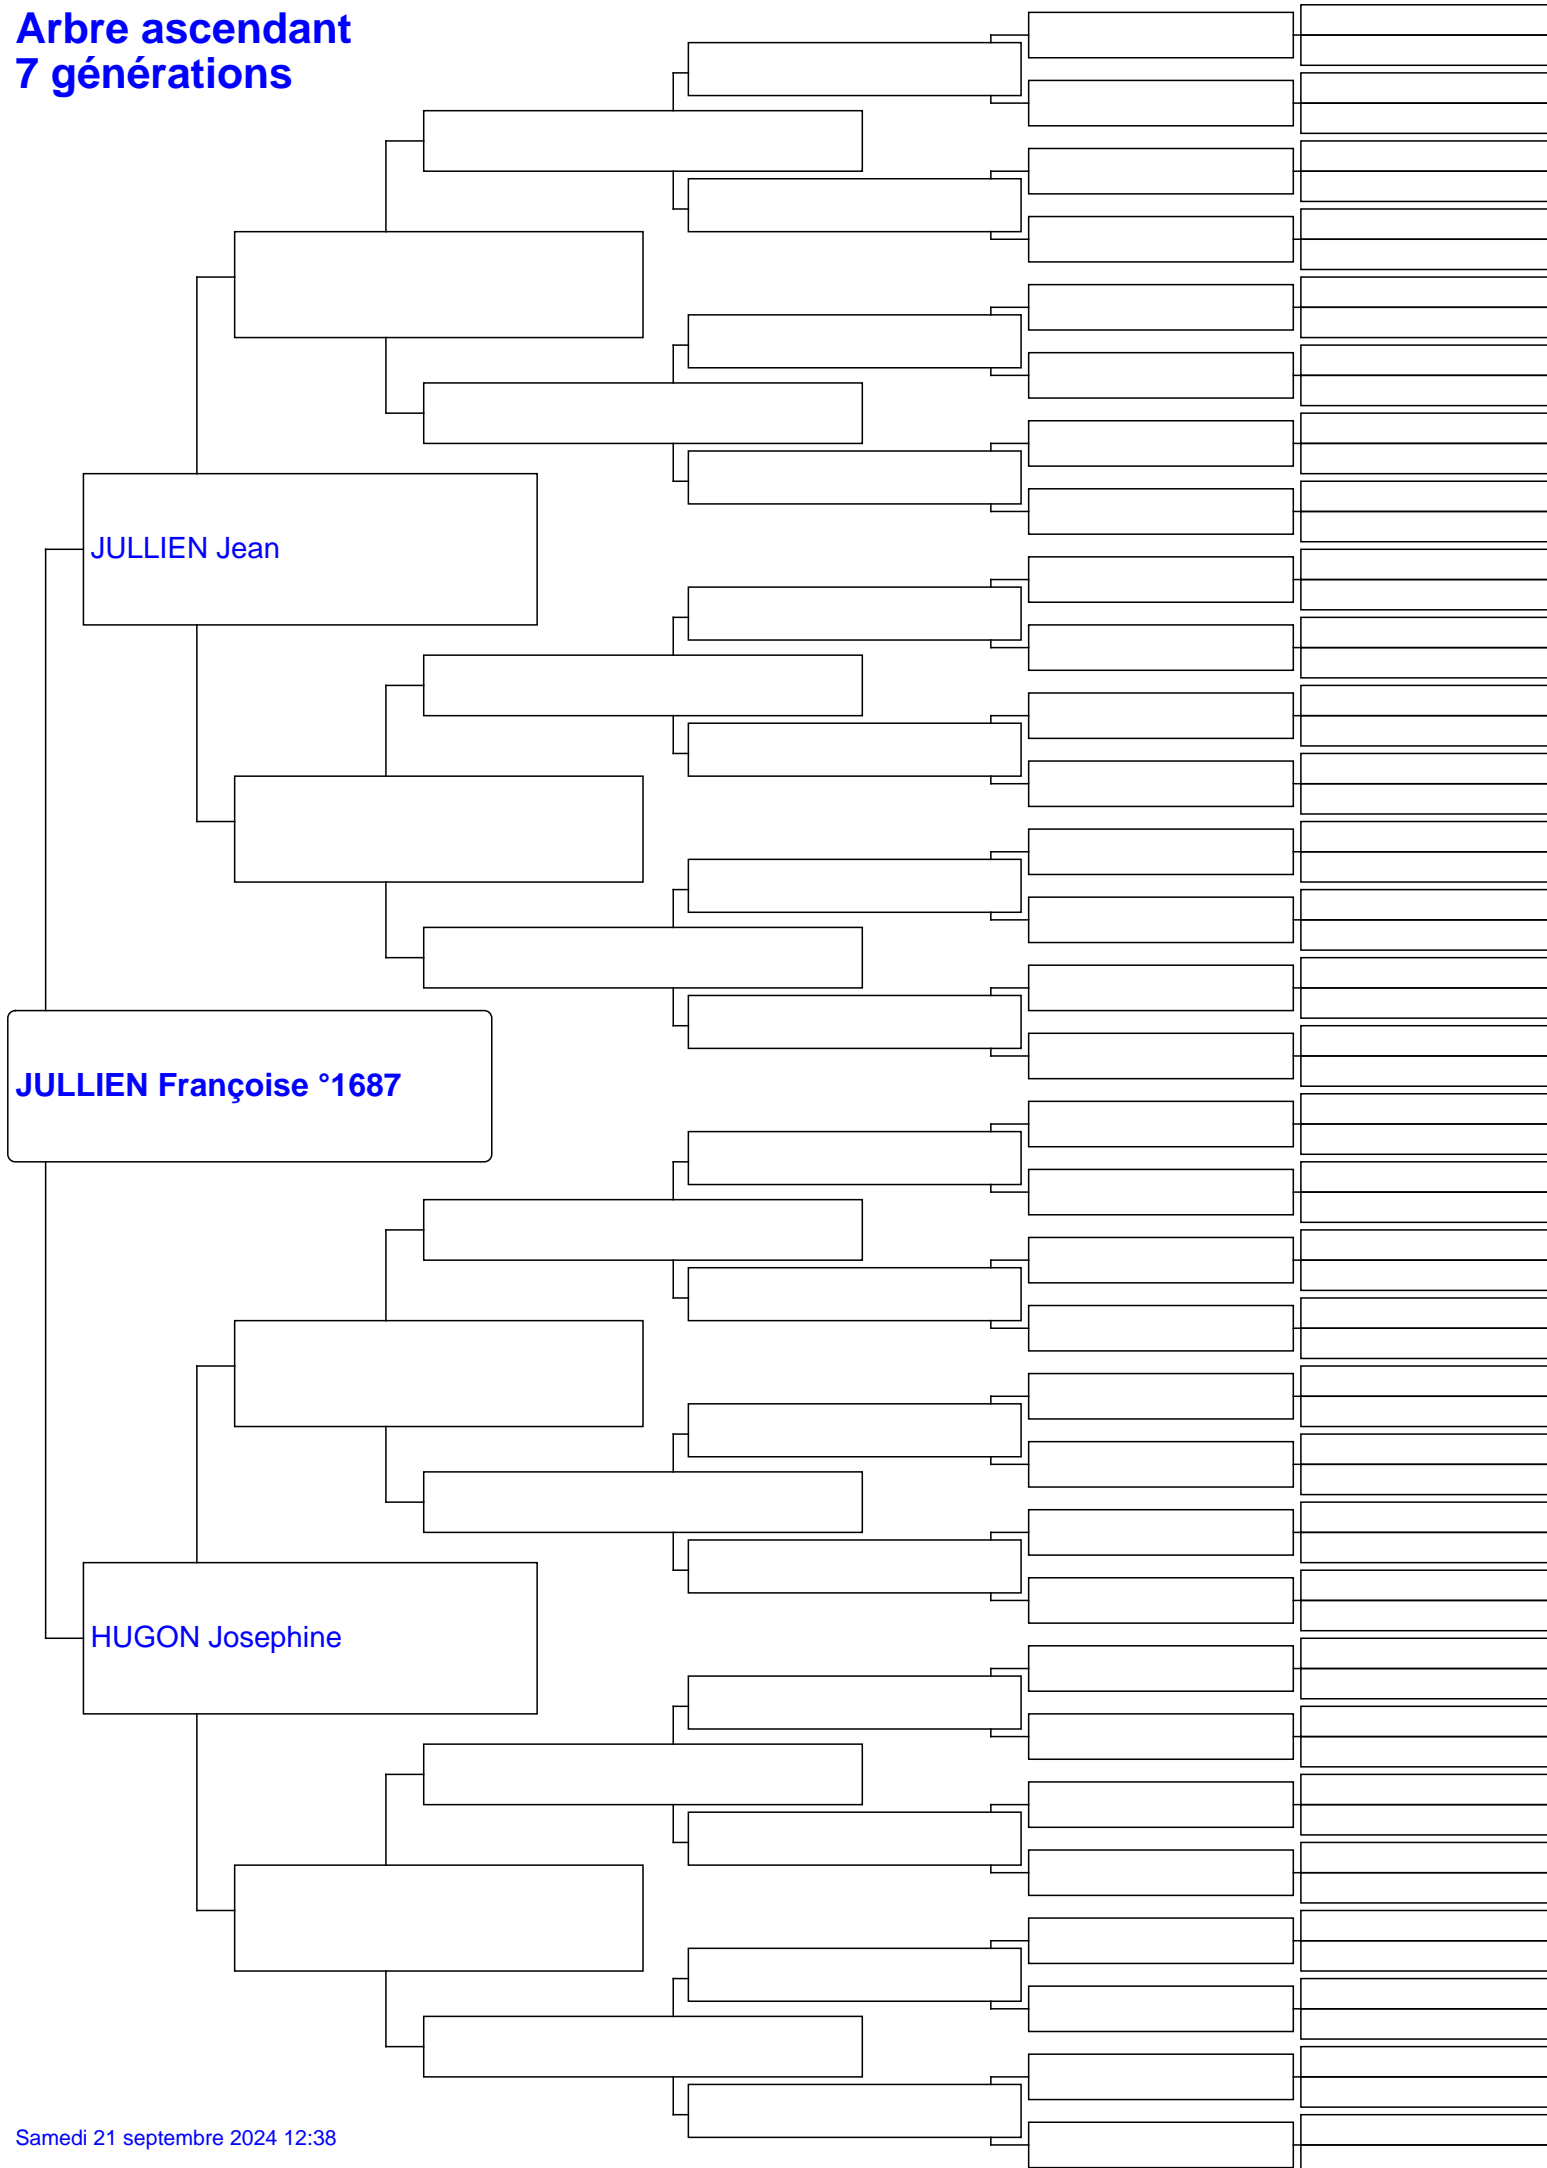 Arbre ascendant
7 générations
JULLIEN Jean
JULLIEN Françoise °1687
HUGON Josephine
Samedi 21 septembre 2024 12:38